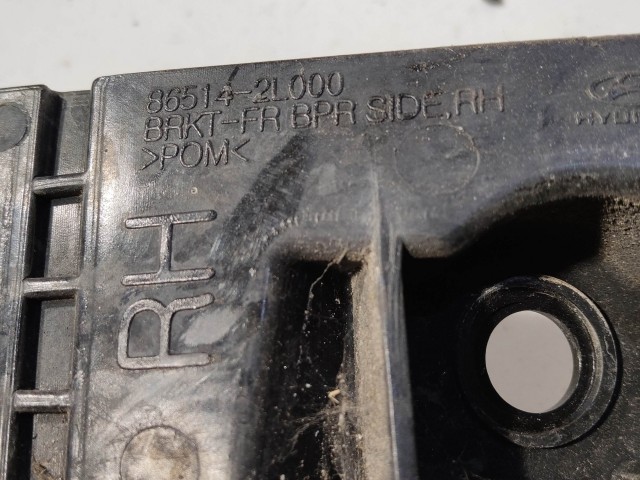 86514-2L000
BRKT-FR BPR SIDE,RH
>POM<
RH